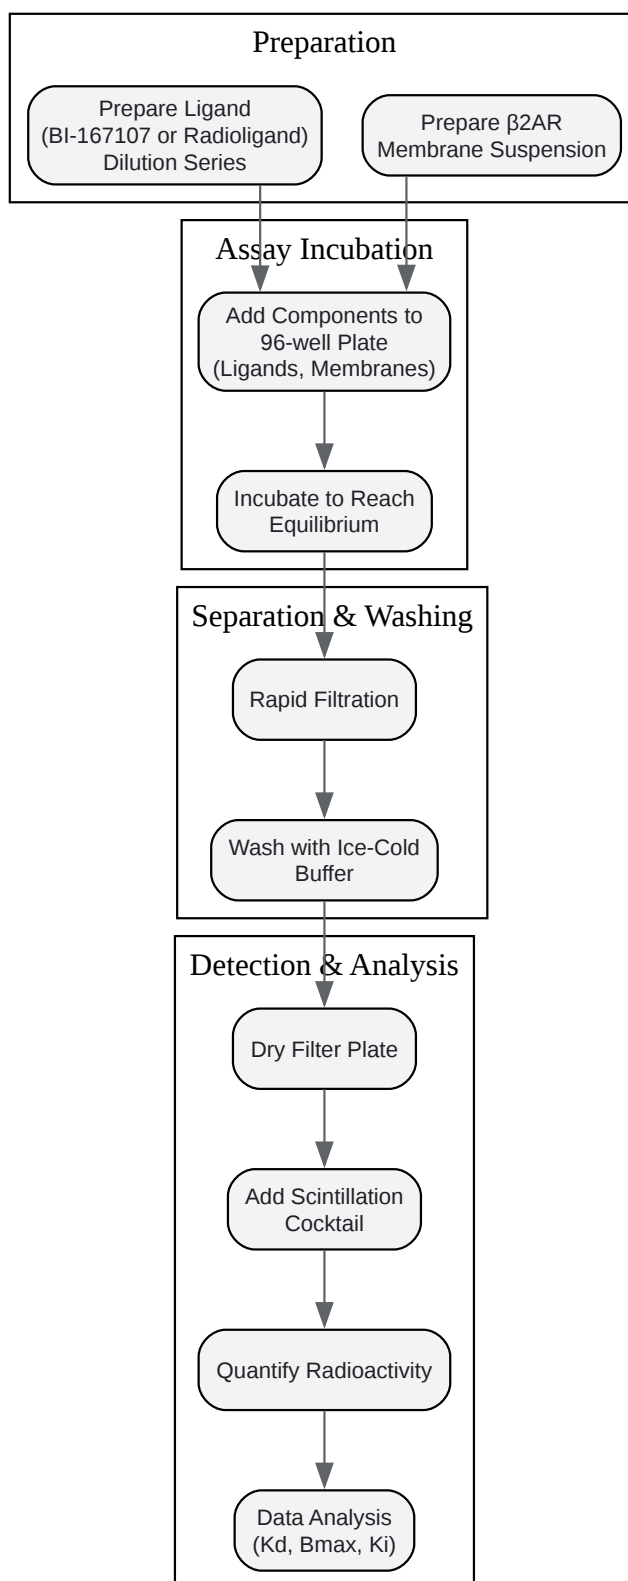 Preparation
Prepare Ligand
(BI-167107 or Radioligand)
Dilution Series
Prepare β2AR
Membrane Suspension
Assay Incubation
Add Components to
96-well Plate
(Ligands, Membranes)
Incubate to Reach
Equilibrium
Separation & Washing
Rapid Filtration
Wash with Ice-Cold
Buffer
Detection & Analysis
Dry Filter Plate
Add Scintillation
Cocktail
Quantify Radioactivity
Data Analysis
(Kd, Bmax, Ki)